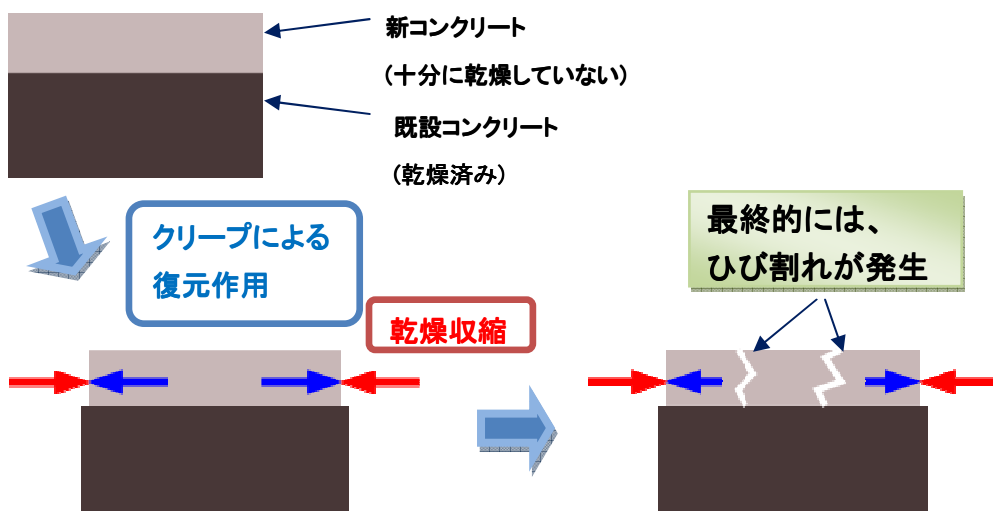 新コンクリート
(十分に乾燥していない)
既設コンクリート
(乾燥済み)
クリープによる
復元作用
乾燥収縮
最終的には、
ひび割れが発生